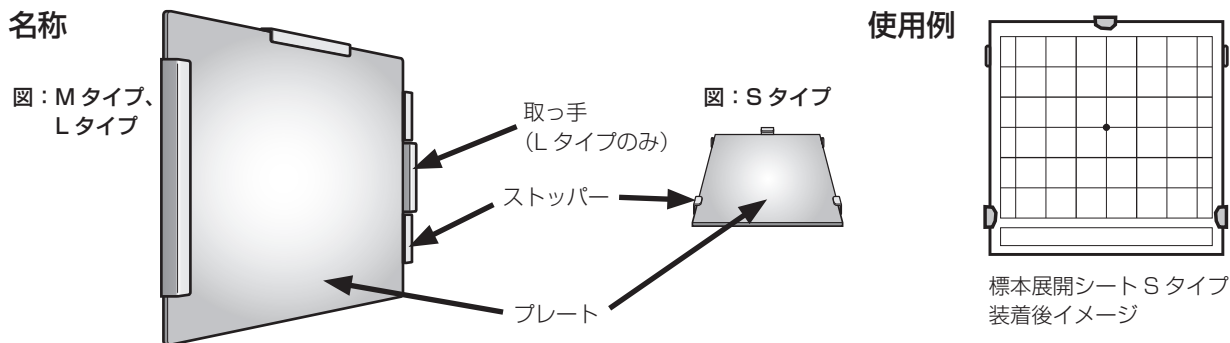 名称
使用例
図：M タイプ、
L タイプ
図：S タイプ
取っ手
（L タイプのみ）
ストッパー
プレート
標本展開シート S タイプ
装着後イメージ